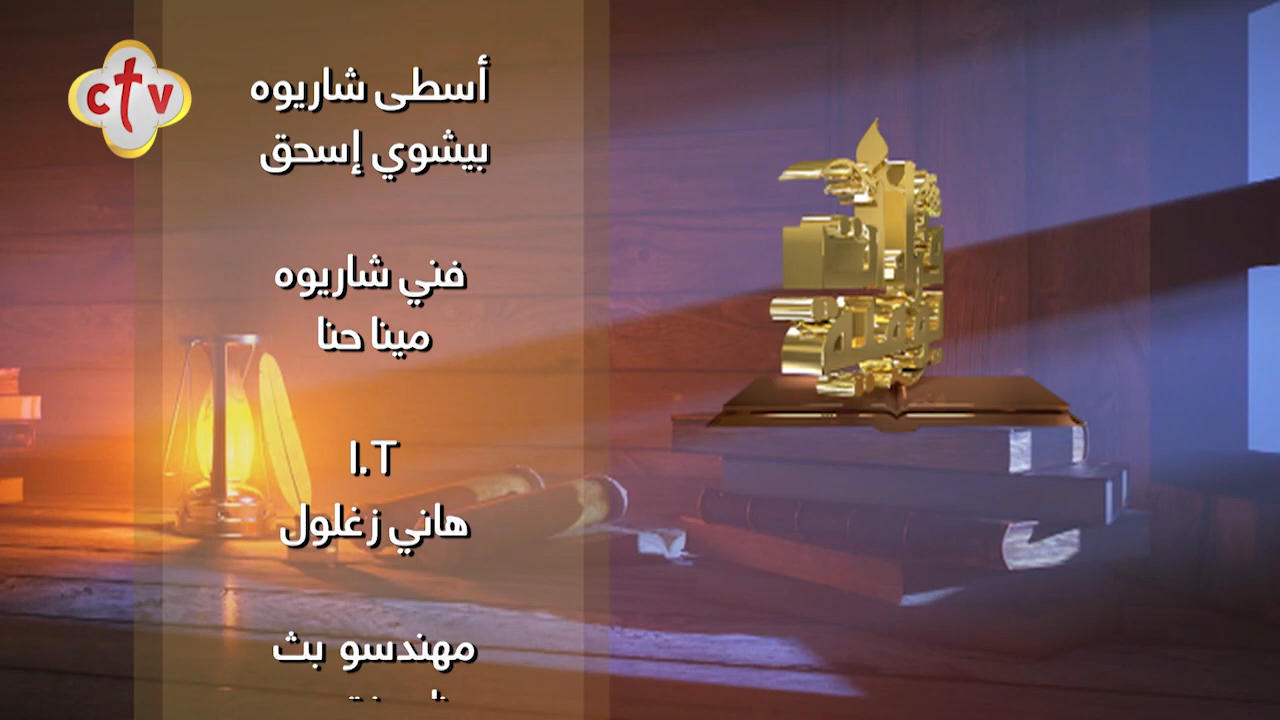 ctv
أسطى شاريوه
بيشوي إسحق
فني شاريوه
مينا حنا
I.T
هاني زغلول
مهندسو بث